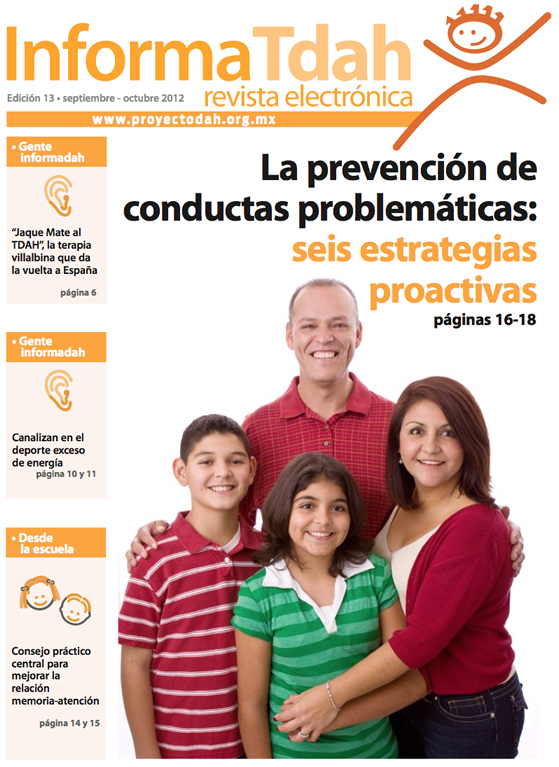 InformaTdah
Edición 13 • septiembre - octubre 2012
revista electrónica
www.proyectodah.org.mx
La prevención de
conductas problemáticas:
seis estrategias
proactivas
páginas 16-18
• Gente
informadah
“Jaque Mate al
TDAH”, la terapia
villalbina que da
la vuelta a España
página 6
• Gente
informadah
Canalizan en el
deporte exceso
de energía
página 10 y 11
• Desde
la escuela
Consejo práctico
central para
mejorar la
relación
memoria-atención
página 14 y 15